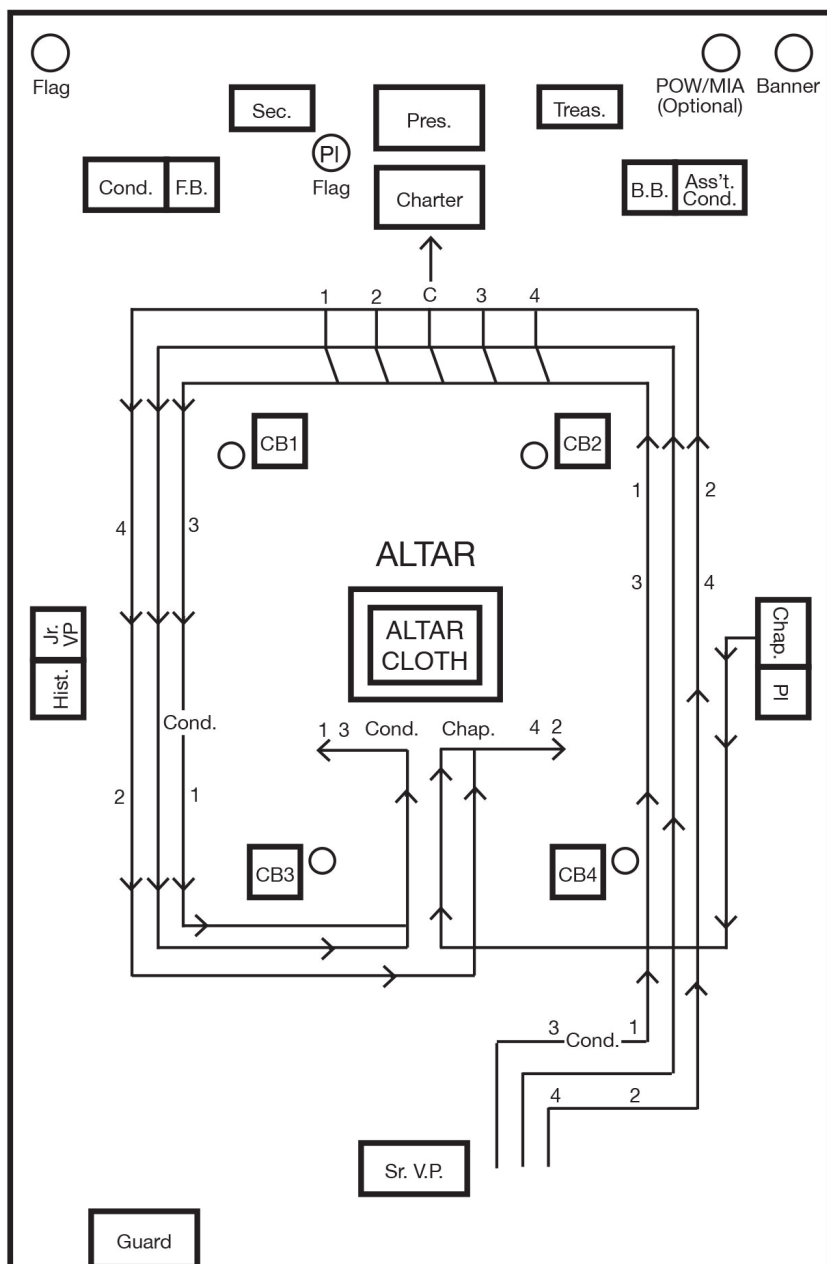 Flag
POW/MIA
(Optional)
Banner
Sec.
Pres.
Treas.
PI
Flag
Cond.
F.B.
Charter
B.B.
Ass't.
Cond.
1
2
C
3
4
CB1
CB2
1
2
4
3
ALTAR
3
4
ALTAR
CLOTH
Jr.
VP
Hist.
Chap.
PI
Cond.
1 3
Cond.
Chap.
4 2
2
1
CB3
CB4
3
Cond.
1
4
2
Sr. V.P.
Guard